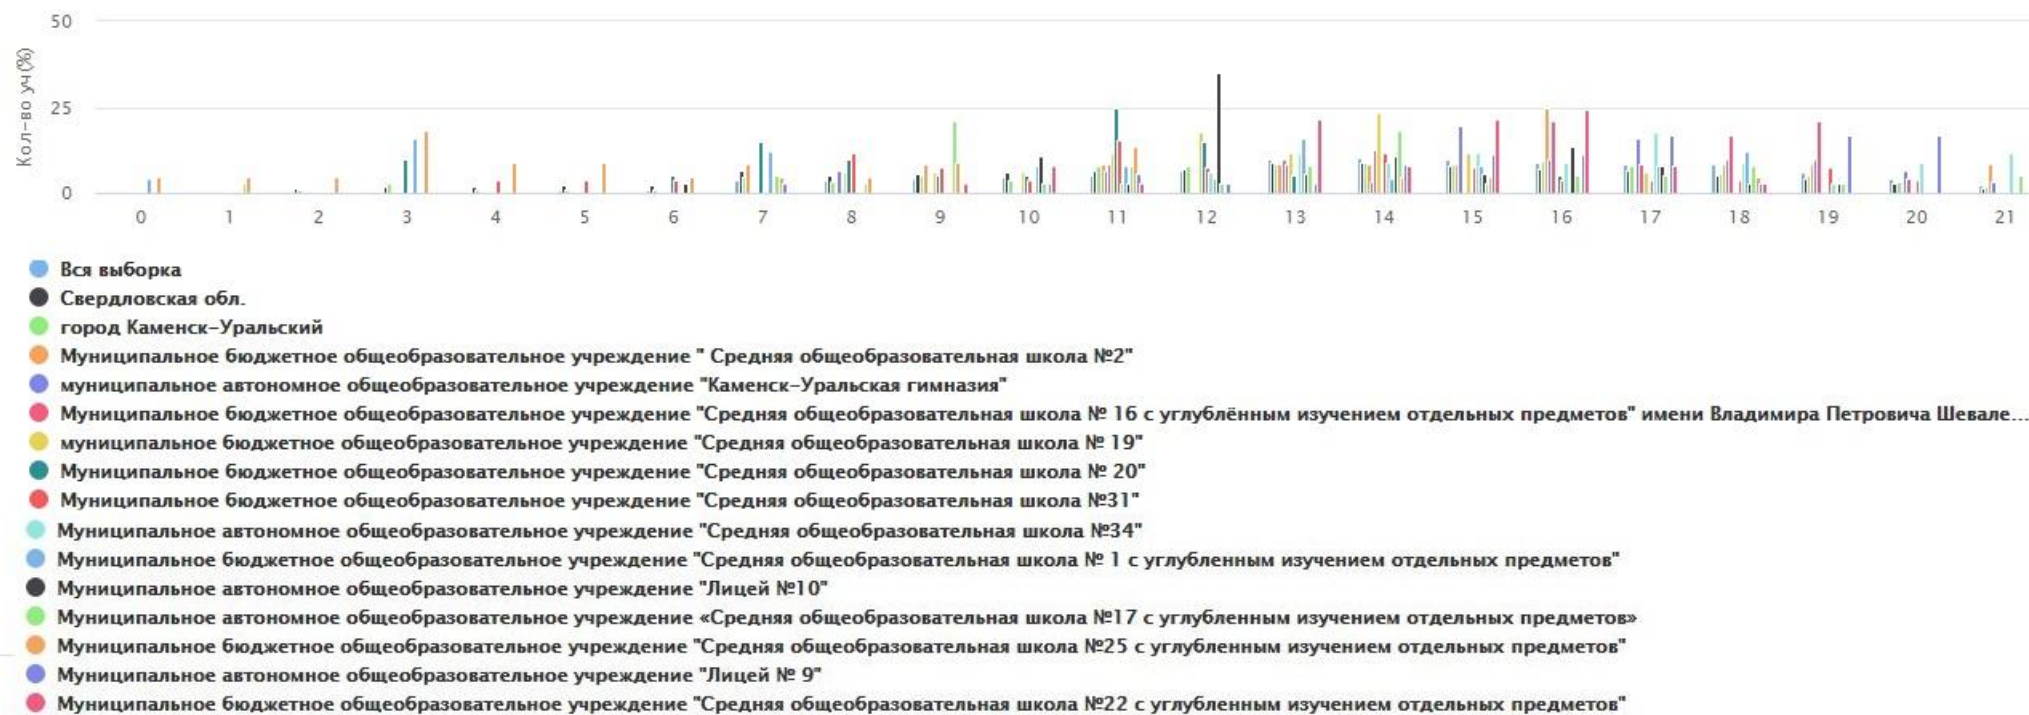 50
25
0
Кол-во уч(%)
0 1 2 3 4 5 6 7 8 9 10 11 12 13 14 15 16 17 18 19 20 21
Вся выборка
Свердловская обл.
город Каменск-Уральский
Муниципальное бюджетное общеобразовательное учреждение " Средняя общеобразовательная школа №2"
муниципальное автономное общеобразовательное учреждение "Каменск-Уральская гимназия"
Муниципальное бюджетное общеобразовательное учреждение "Средняя общеобразовательная школа № 16 с углублённым изучением отдельных предметов" имени Владимира Петровича Шевале...
муниципальное бюджетное общеобразовательное учреждение "Средняя общеобразовательная школа № 19"
Муниципальное бюджетное общеобразовательное учреждение "Средняя общеобразовательная школа № 20"
Муниципальное бюджетное общеобразовательное учреждение "Средняя общеобразовательная школа №31"
Муниципальное автономное общеобразовательное учреждение "Средняя общеобразовательная школа №34"
Муниципальное бюджетное общеобразовательное учреждение "Средняя общеобразовательная школа № 1 с углубленным изучением отдельных предметов"
Муниципальное автономное общеобразовательное учреждение "Лицей №10"
Муниципальное автономное общеобразовательное учреждение «Средняя общеобразовательная школа №17 с углубленным изучением отдельных предметов»
Муниципальное бюджетное общеобразовательное учреждение "Средняя общеобразовательная школа №25 с углубленным изучением отдельных предметов"
Муниципальное автономное общеобразовательное учреждение "Лицей № 9"
Муниципальное бюджетное общеобразовательное учреждение "Средняя общеобразовательная школа №22 с углубленным изучением отдельных предметов"